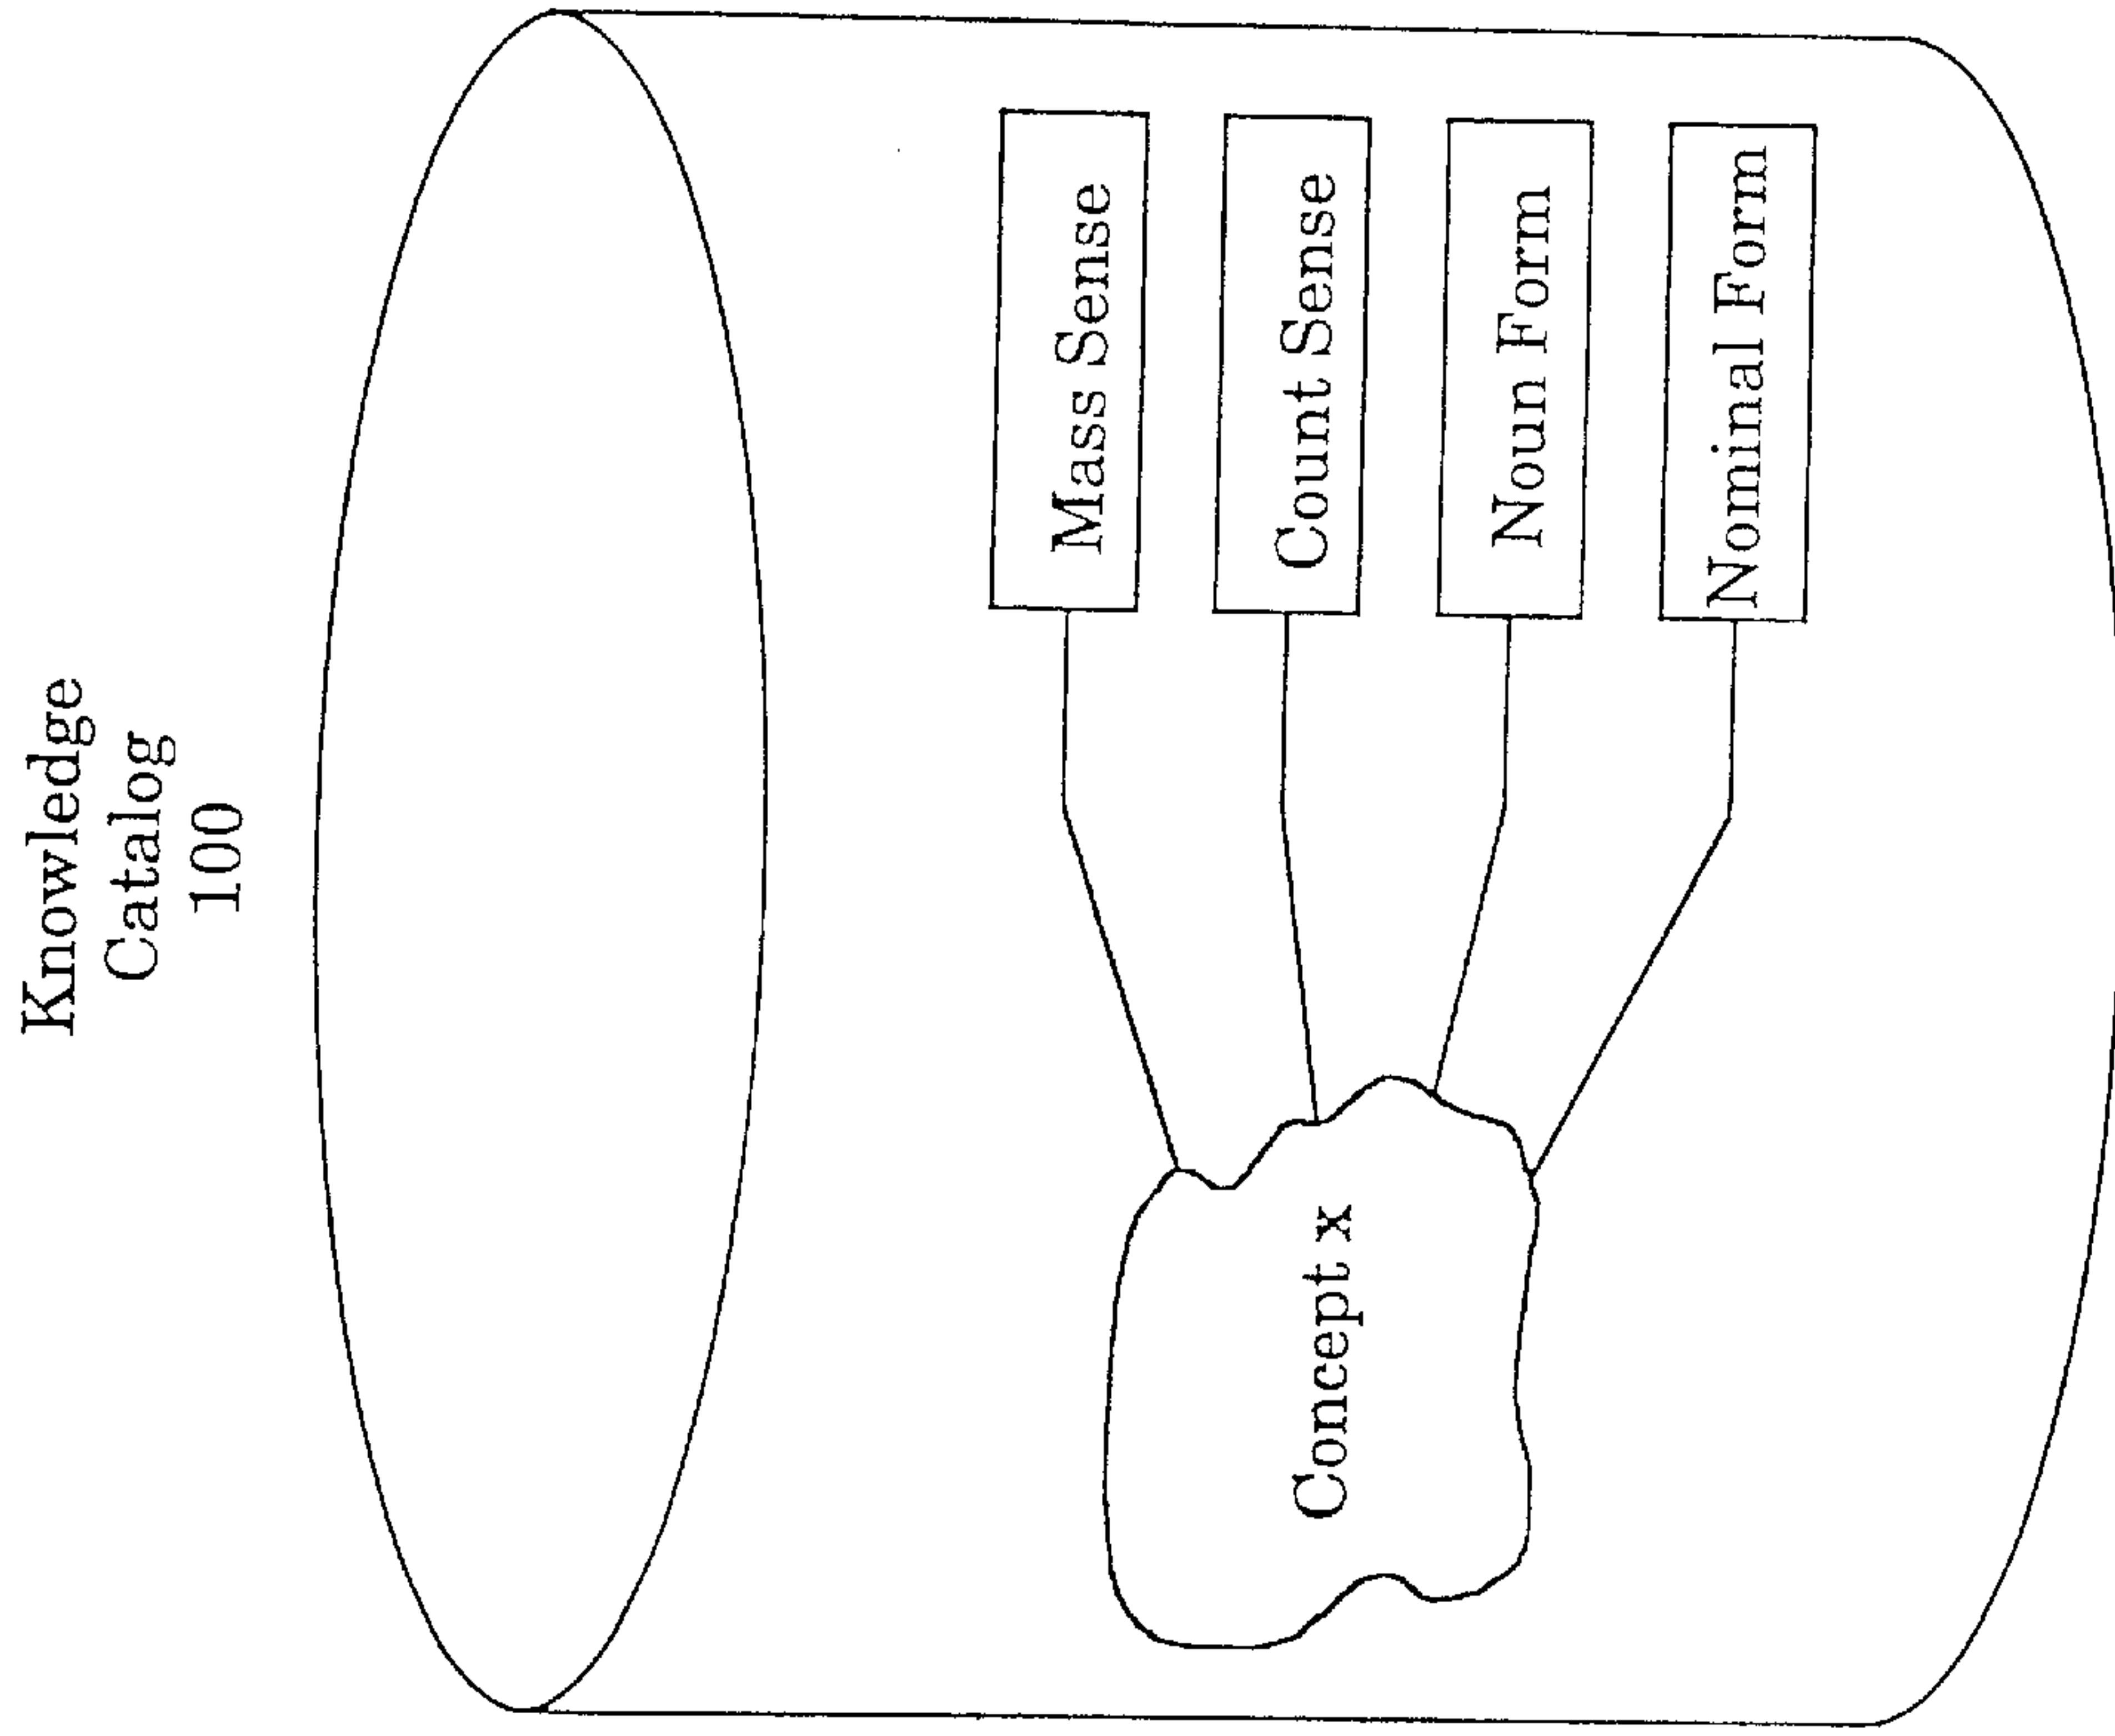 Knowledge
Catalog
100
Mass Sense
Count Sense
Concept x
Noun Form
Nominal Form